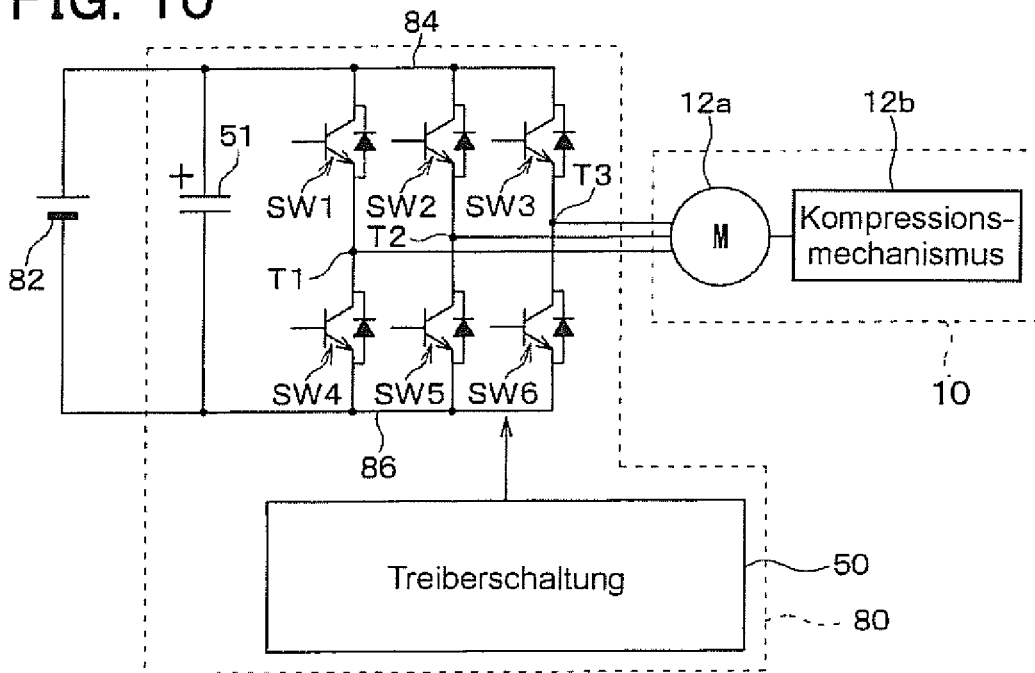 FIG. 10
84
12a
12b
51
+
SW1
SW2
SW3
T3
M
Kompressions-
mechanismus
82
T2
T1
SW4
SW5
SW6
10
86
Treiberschaltung
50
80